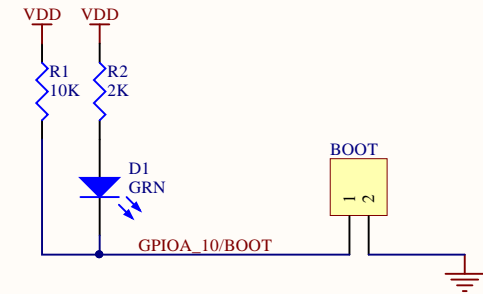 VDD VDD
R1
10K
R2
2K
D1
GRN
BOOT
1 2
GPIOA_10/BOOT